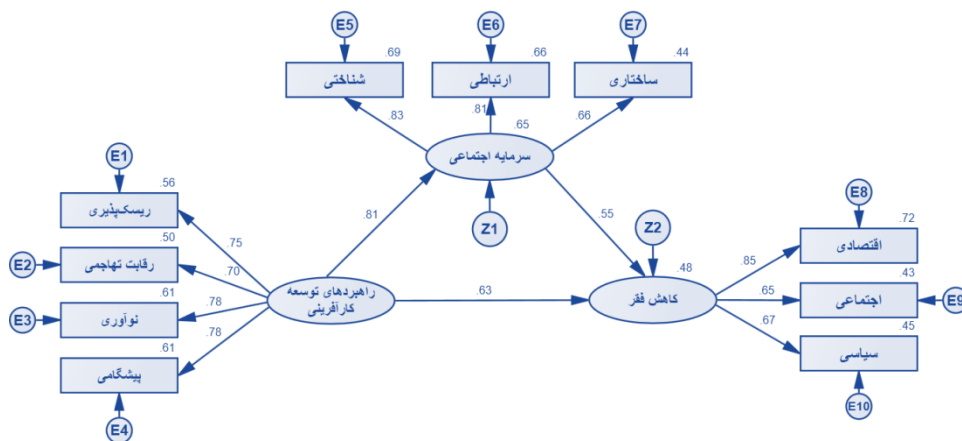 E5
E6
E7
.69
.66
.44
شناختی
ارتباطی
ساختاری
.83
.81
.66
.65
سرمایه اجتماعی
E1
.56
ریسک‌پذیری
.81
Z1
.55
Z2
E8
.72
اقتصادی
.75
.50
E2
رقابت تهاجمی
.70
.85
.48
.43
.61
راهبردهای توسعه
کارآفرینی
.63
کاهش فقر
.65
اجتماعی
E9
E3
نوآوری
.78
.67
.45
.61
.78
سیاسی
پیشگامی
E4
E10